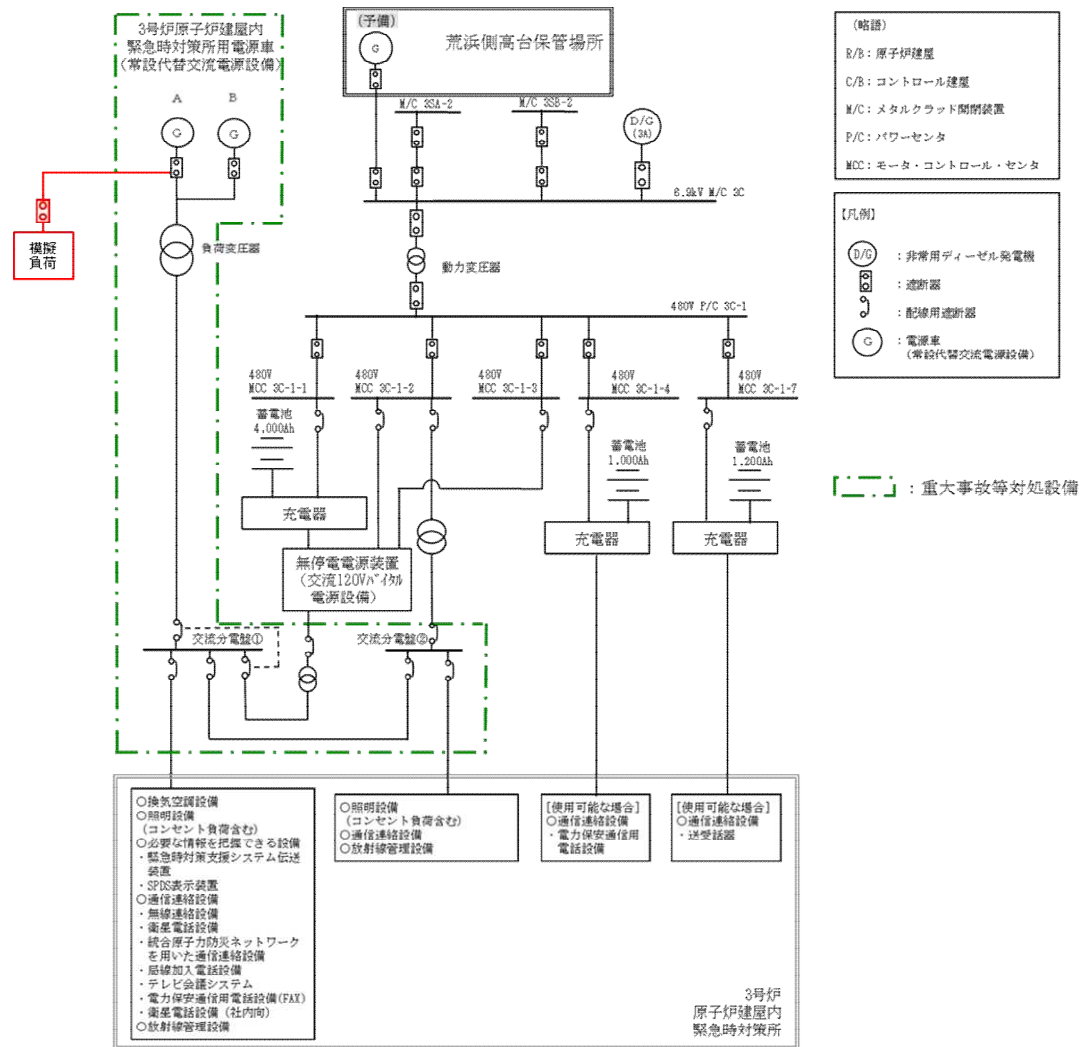 3号炉原子炉建屋内
緊急時対策所用電源車
(常設代替交流電源設備)
A
B
G
G
模擬
負荷
負荷変圧器
(予備)
G
荒浜側高台保管場所
M/C 3SA-2
M/C 3SB-2
D/G
(3A)
6.9kV M/C 3C
動力変圧器
480V P/C 3C-1
480V
MCC 3C-1-1
480V
MCC 3C-1-2
480V
MCC 3C-1-3
480V
MCC 3C-1-4
480V
MCC 3C-1-7
蓄電池
4,000Ah
蓄電池
1,000Ah
蓄電池
1,200Ah
充電器
充電器
充電器
無停電電源装置
(交流120Vバイタル
電源設備)
交流分電盤①
交流分電盤②
○換気空調設備
○照明設備
(コンセント負荷含む)
○必要な情報を把握できる設備
・緊急時対策支援システム伝送
装置
・SPDS表示装置
○通信連絡設備
・無線連絡設備
・衛星電話設備
・統合原子力防災ネットワーク
を用いた通信連絡設備
・局線加入電話設備
・テレビ会議システム
・電力保安通信用電話設備(FAX)
・衛星電話設備(社内向)
○放射線管理設備
○照明設備
(コンセント負荷含む)
○通信連絡設備
○放射線管理設備
[使用可能な場合]
○通信連絡設備
・電力保安通信用
電話設備
[使用可能な場合]
○通信連絡設備
・送受話器
3号炉
原子炉建屋内
緊急時対策所
(略語)
R/B:原子炉建屋
C/B:コントロール建屋
M/C:メタルクラッド開閉装置
P/C:パワーセンタ
MCC:モータ・コントロール・センタ
【凡例】
D/G :非常用ディーゼル発電機
:遮断器
:配線用遮断器
G :電源車
(常設代替交流電源設備)
:重大事故等対処設備